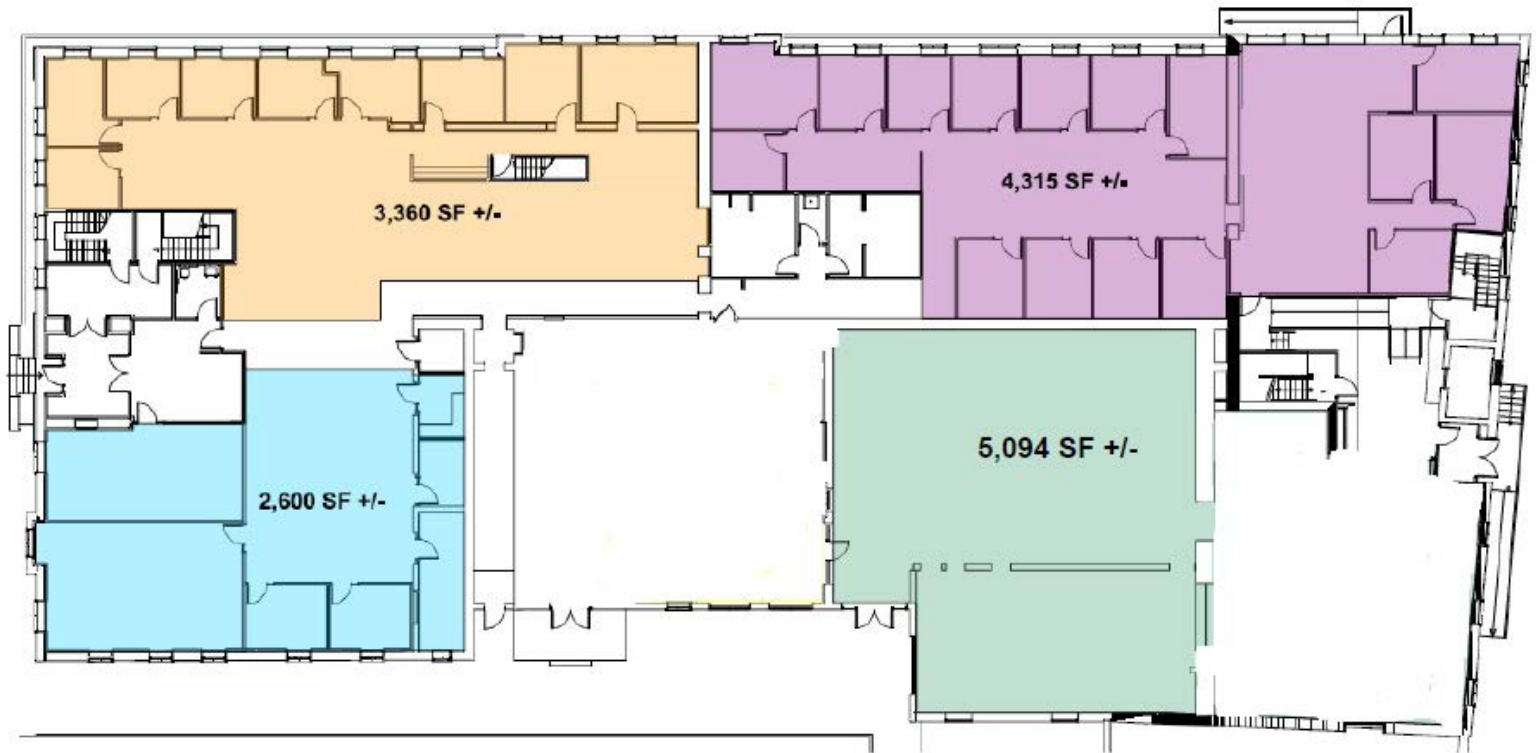 4,315 SF +/-
3,360 SF +/-
5,094 SF +/-
2,600 SF +/-